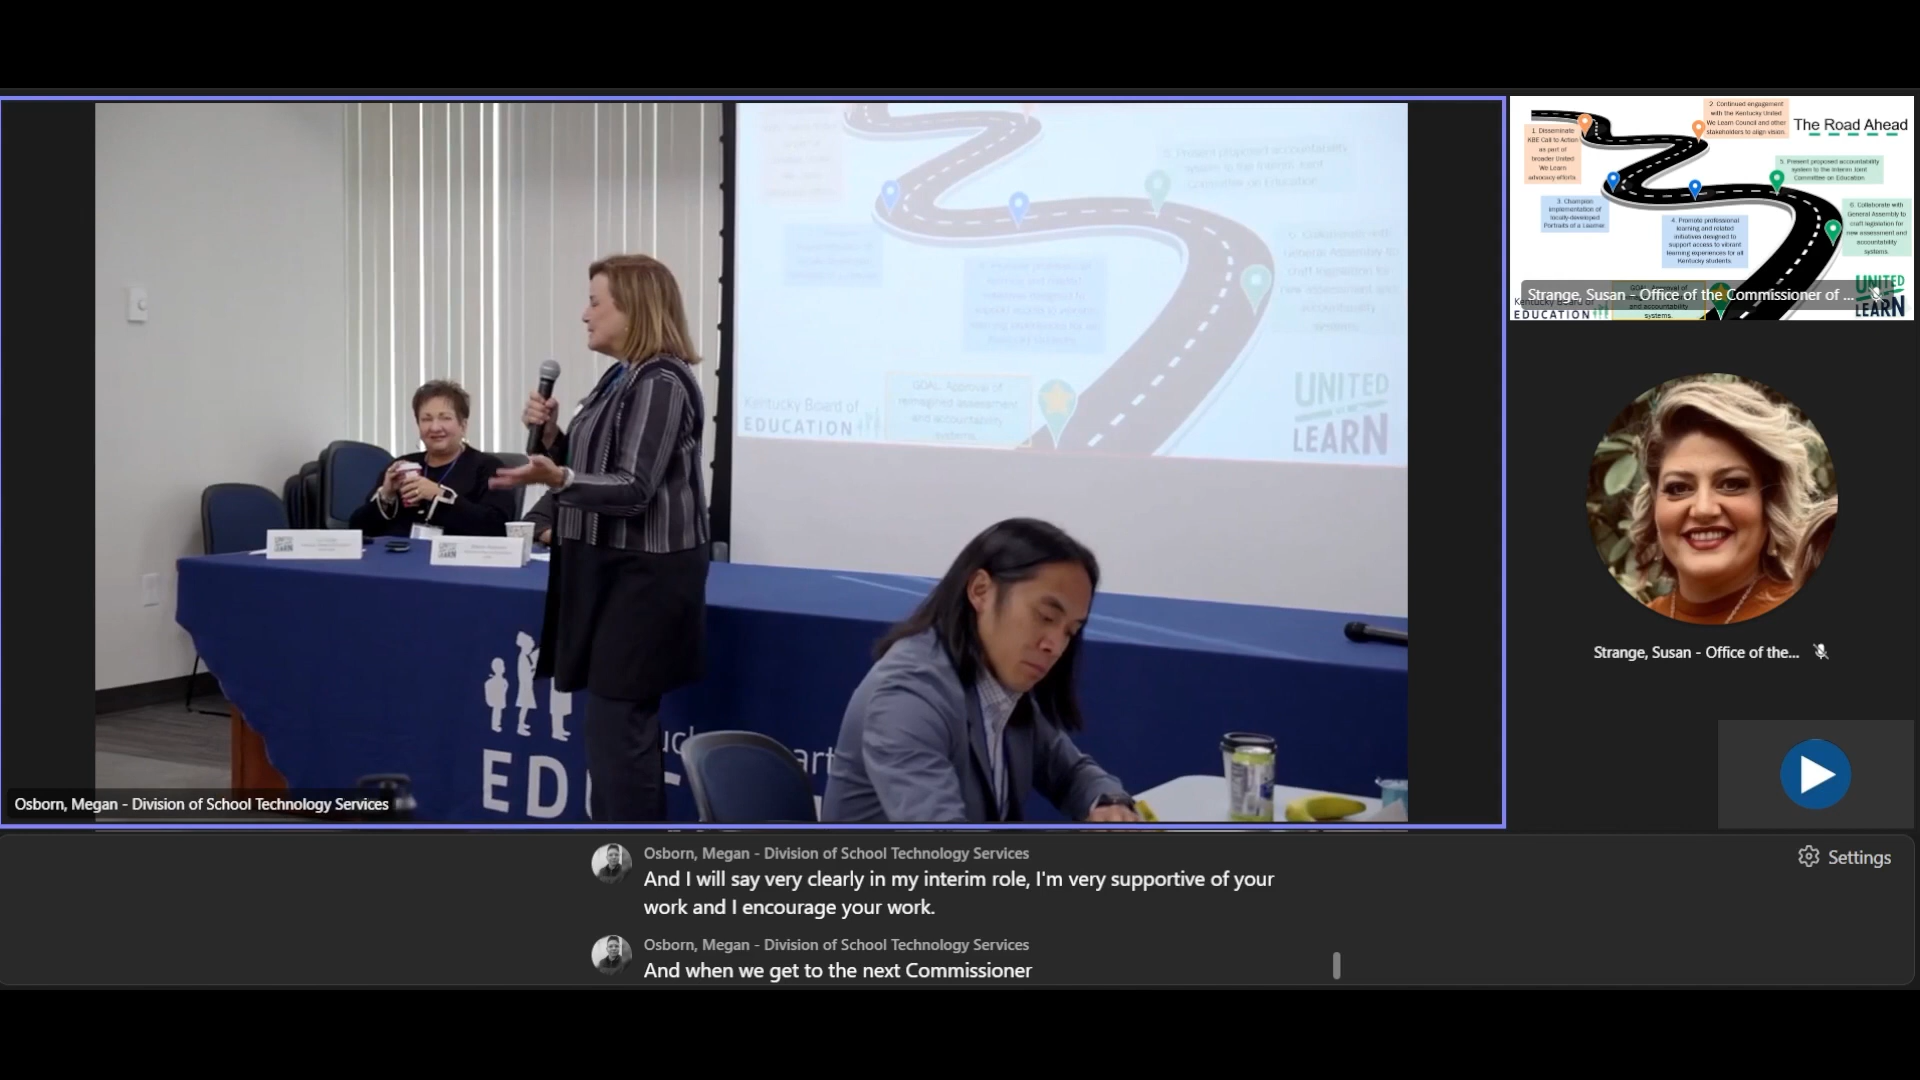 Kentucky Board of
EDUCATION
GOAL: Approval of
reimagined assessment
and accountability
systems.
UNITED
WE
LEARN
EDU
Osborn, Megan - Division of School Technology Services
The Road Ahead
1. Disseminate
KBE Call to Action
as part of
broader United
We Learn
advocacy efforts.
2. Continued engagement
with the Kentucky United
We Learn Council and other
stakeholders to align vision.
3. Champion
implementation of
locally-developed
Portraits of a Learner.
4. Promote professional
learning and related
initiatives designed to
support access to vibrant
learning experiences for all
Kentucky students.
5. Present proposed accountability
system to the Interim Joint
Committee on Education.
6. Collaborate with
General Assembly to
craft legislation for
new assessment and
accountability
systems.
EDUCATION
and accountability
systems.
UNITED
LEARN
Strange, Susan - Office of the Commissioner of ...
Strange, Susan - Office of the...
Settings
Osborn, Megan - Division of School Technology Services
And I will say very clearly in my interim role, I'm very supportive of your
work and I encourage your work.
Osborn, Megan - Division of School Technology Services
And when we get to the next Commissioner